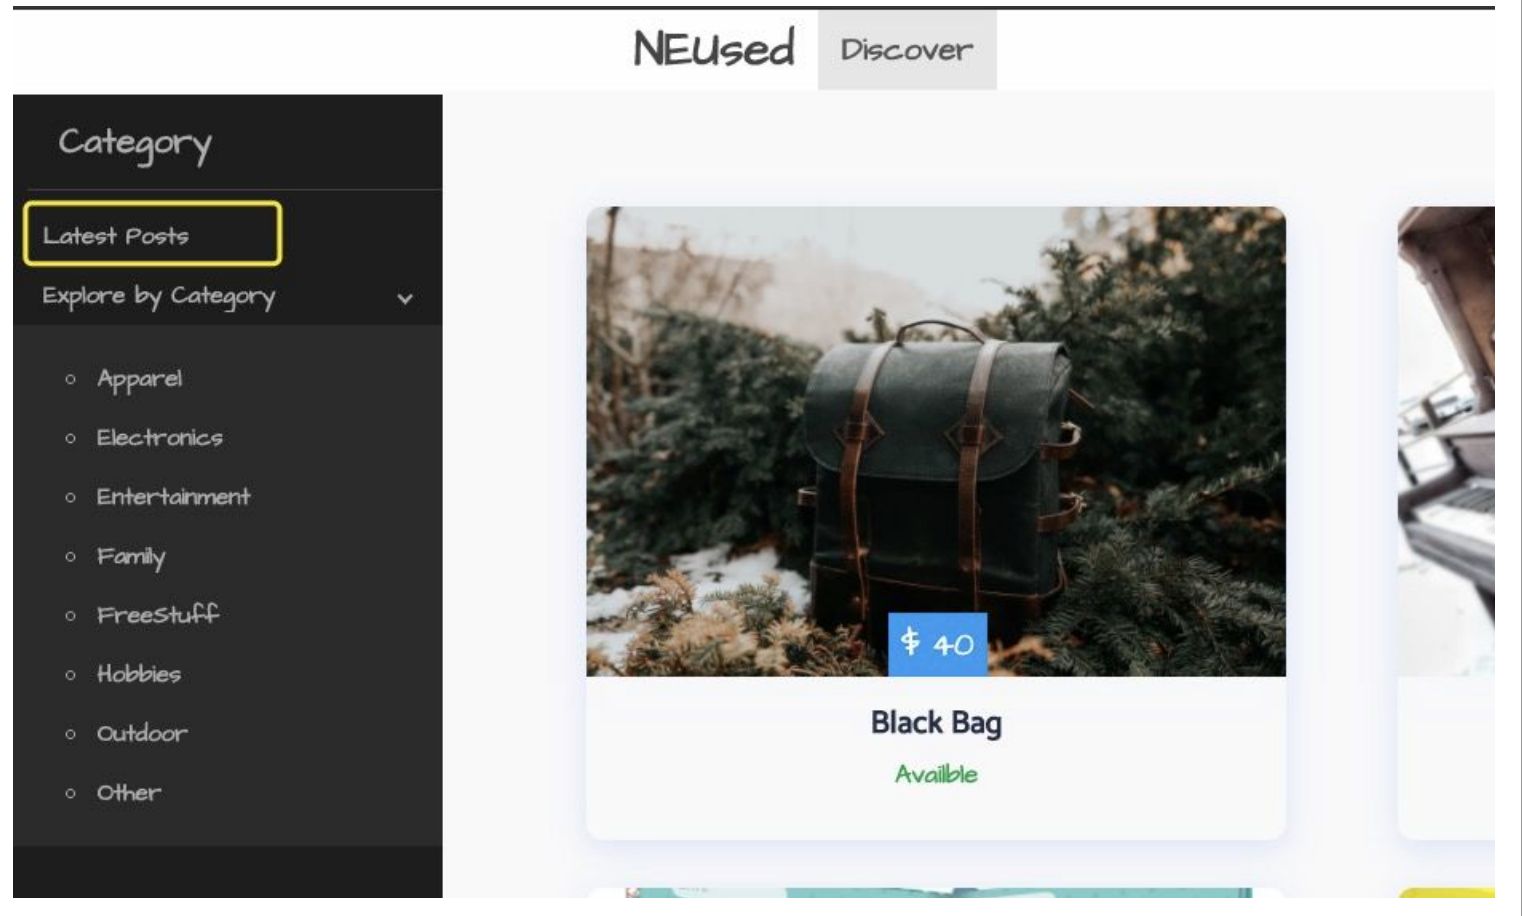 NEUsed Discover
Category
Latest Posts
Explore by Category
Apparel
Electronics
Entertainment
Family
FreeStuff
Hobbies
Outdoor
Other
$ 40
Black Bag
Availble